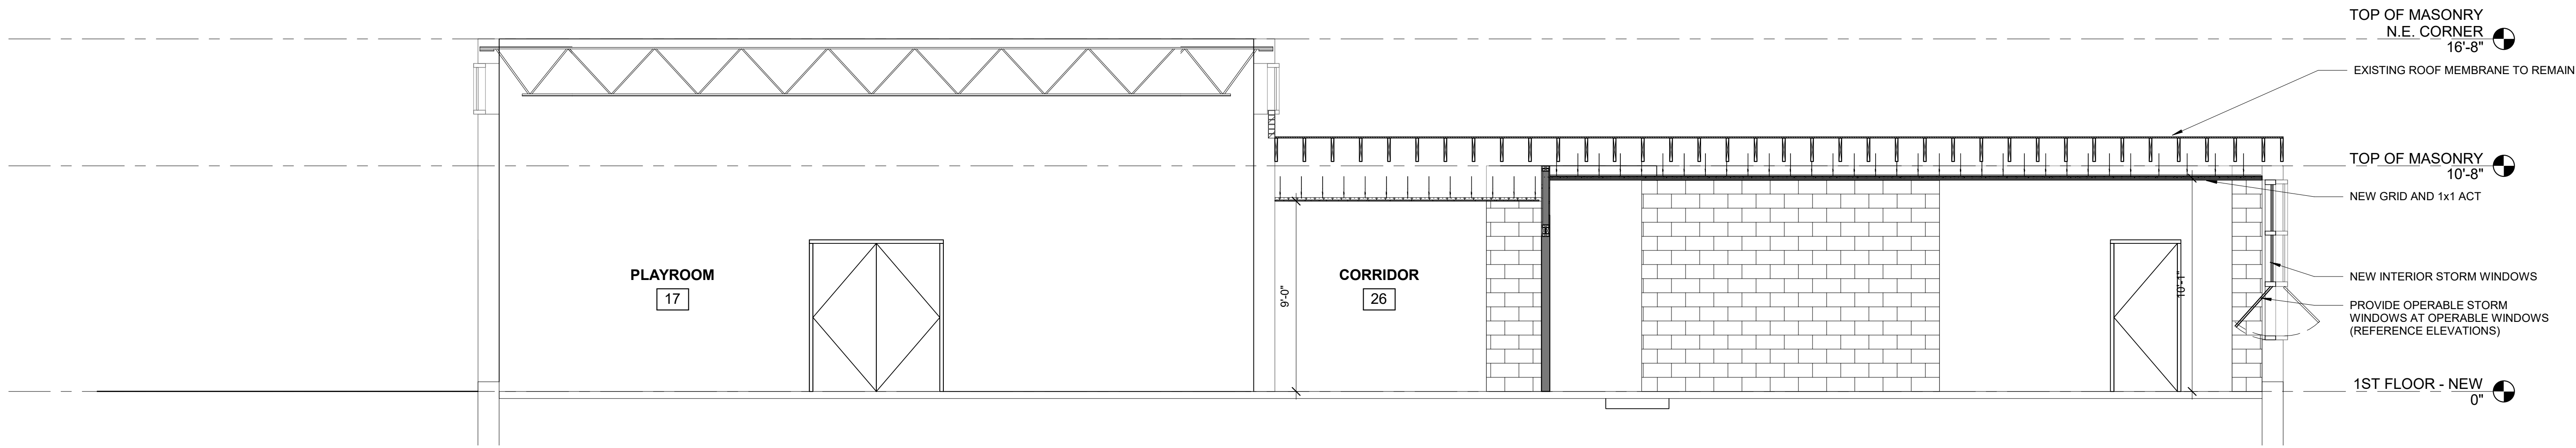 TOP OF MASONRY
N.E. CORNER
16'-8"
EXISTING ROOF MEMBRANE TO REMAIN
TOP OF MASONRY
10'-8"
NEW GRID AND 1x1 ACT
PLAYROOM
17
9'-0"
CORRIDOR
26
10'-1"
NEW INTERIOR STORM WINDOWS
PROVIDE OPERABLE STORM
WINDOWS AT OPERABLE WINDOWS
(REFERENCE ELEVATIONS)
1ST FLOOR - NEW
0"